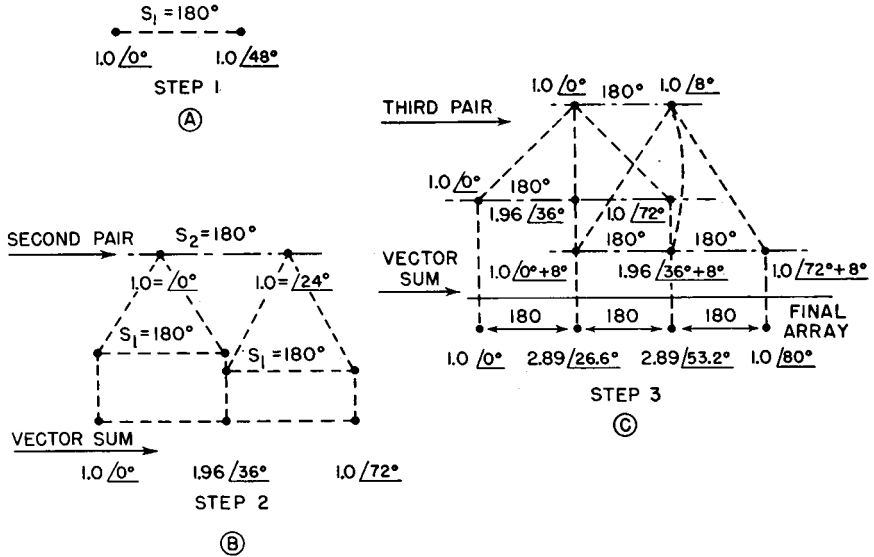 S₁=180°
1.0/0° 1.0/48°
STEP 1
A
SECOND PAIR S₂=180°
1.0=/0° 1.0=/24°
S₁=180°
S₁=180°
VECTOR SUM
1.0/0° 1.96/36° 1.0/72°
STEP 2
B
1.0/0° 180° 1.0/8°
THIRD PAIR
1.0/0° 180°
1.96/36° 1.0/72°
180° 180°
VECTOR
SUM
1.0/0°+8° 1.96/36°+8° 1.0/72°+8°
180 180 180
FINAL
ARRAY
1.0/0° 2.89/26.6° 2.89/53.2° 1.0/80°
STEP 3
C